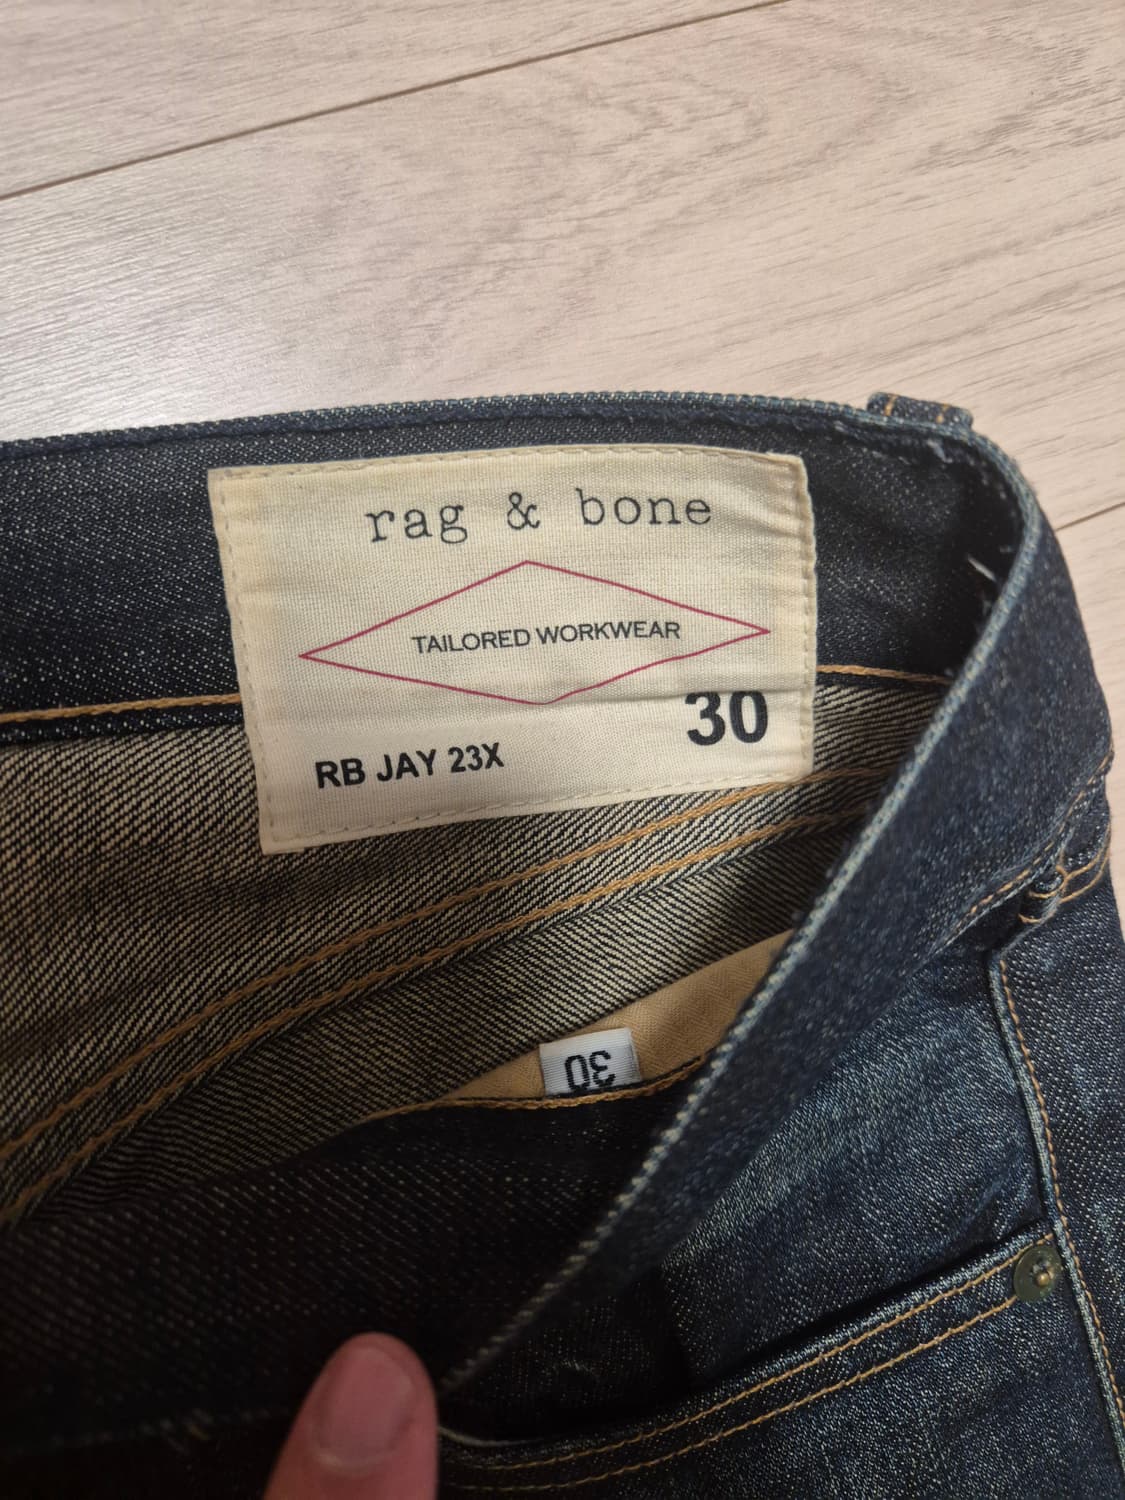 rag & bone
TAILORED WORKWEAR
30
RB JAY 23X
30